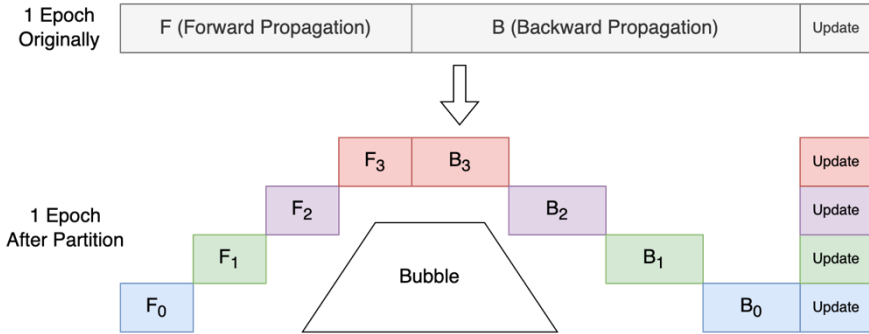 1 Epoch
Originally
F (Forward Propagation)
B (Backward Propagation)
Update
F3
B3
Update
F2
B2
Update
1 Epoch
After Partition
F1
B1
Update
Bubble
F0
B0
Update